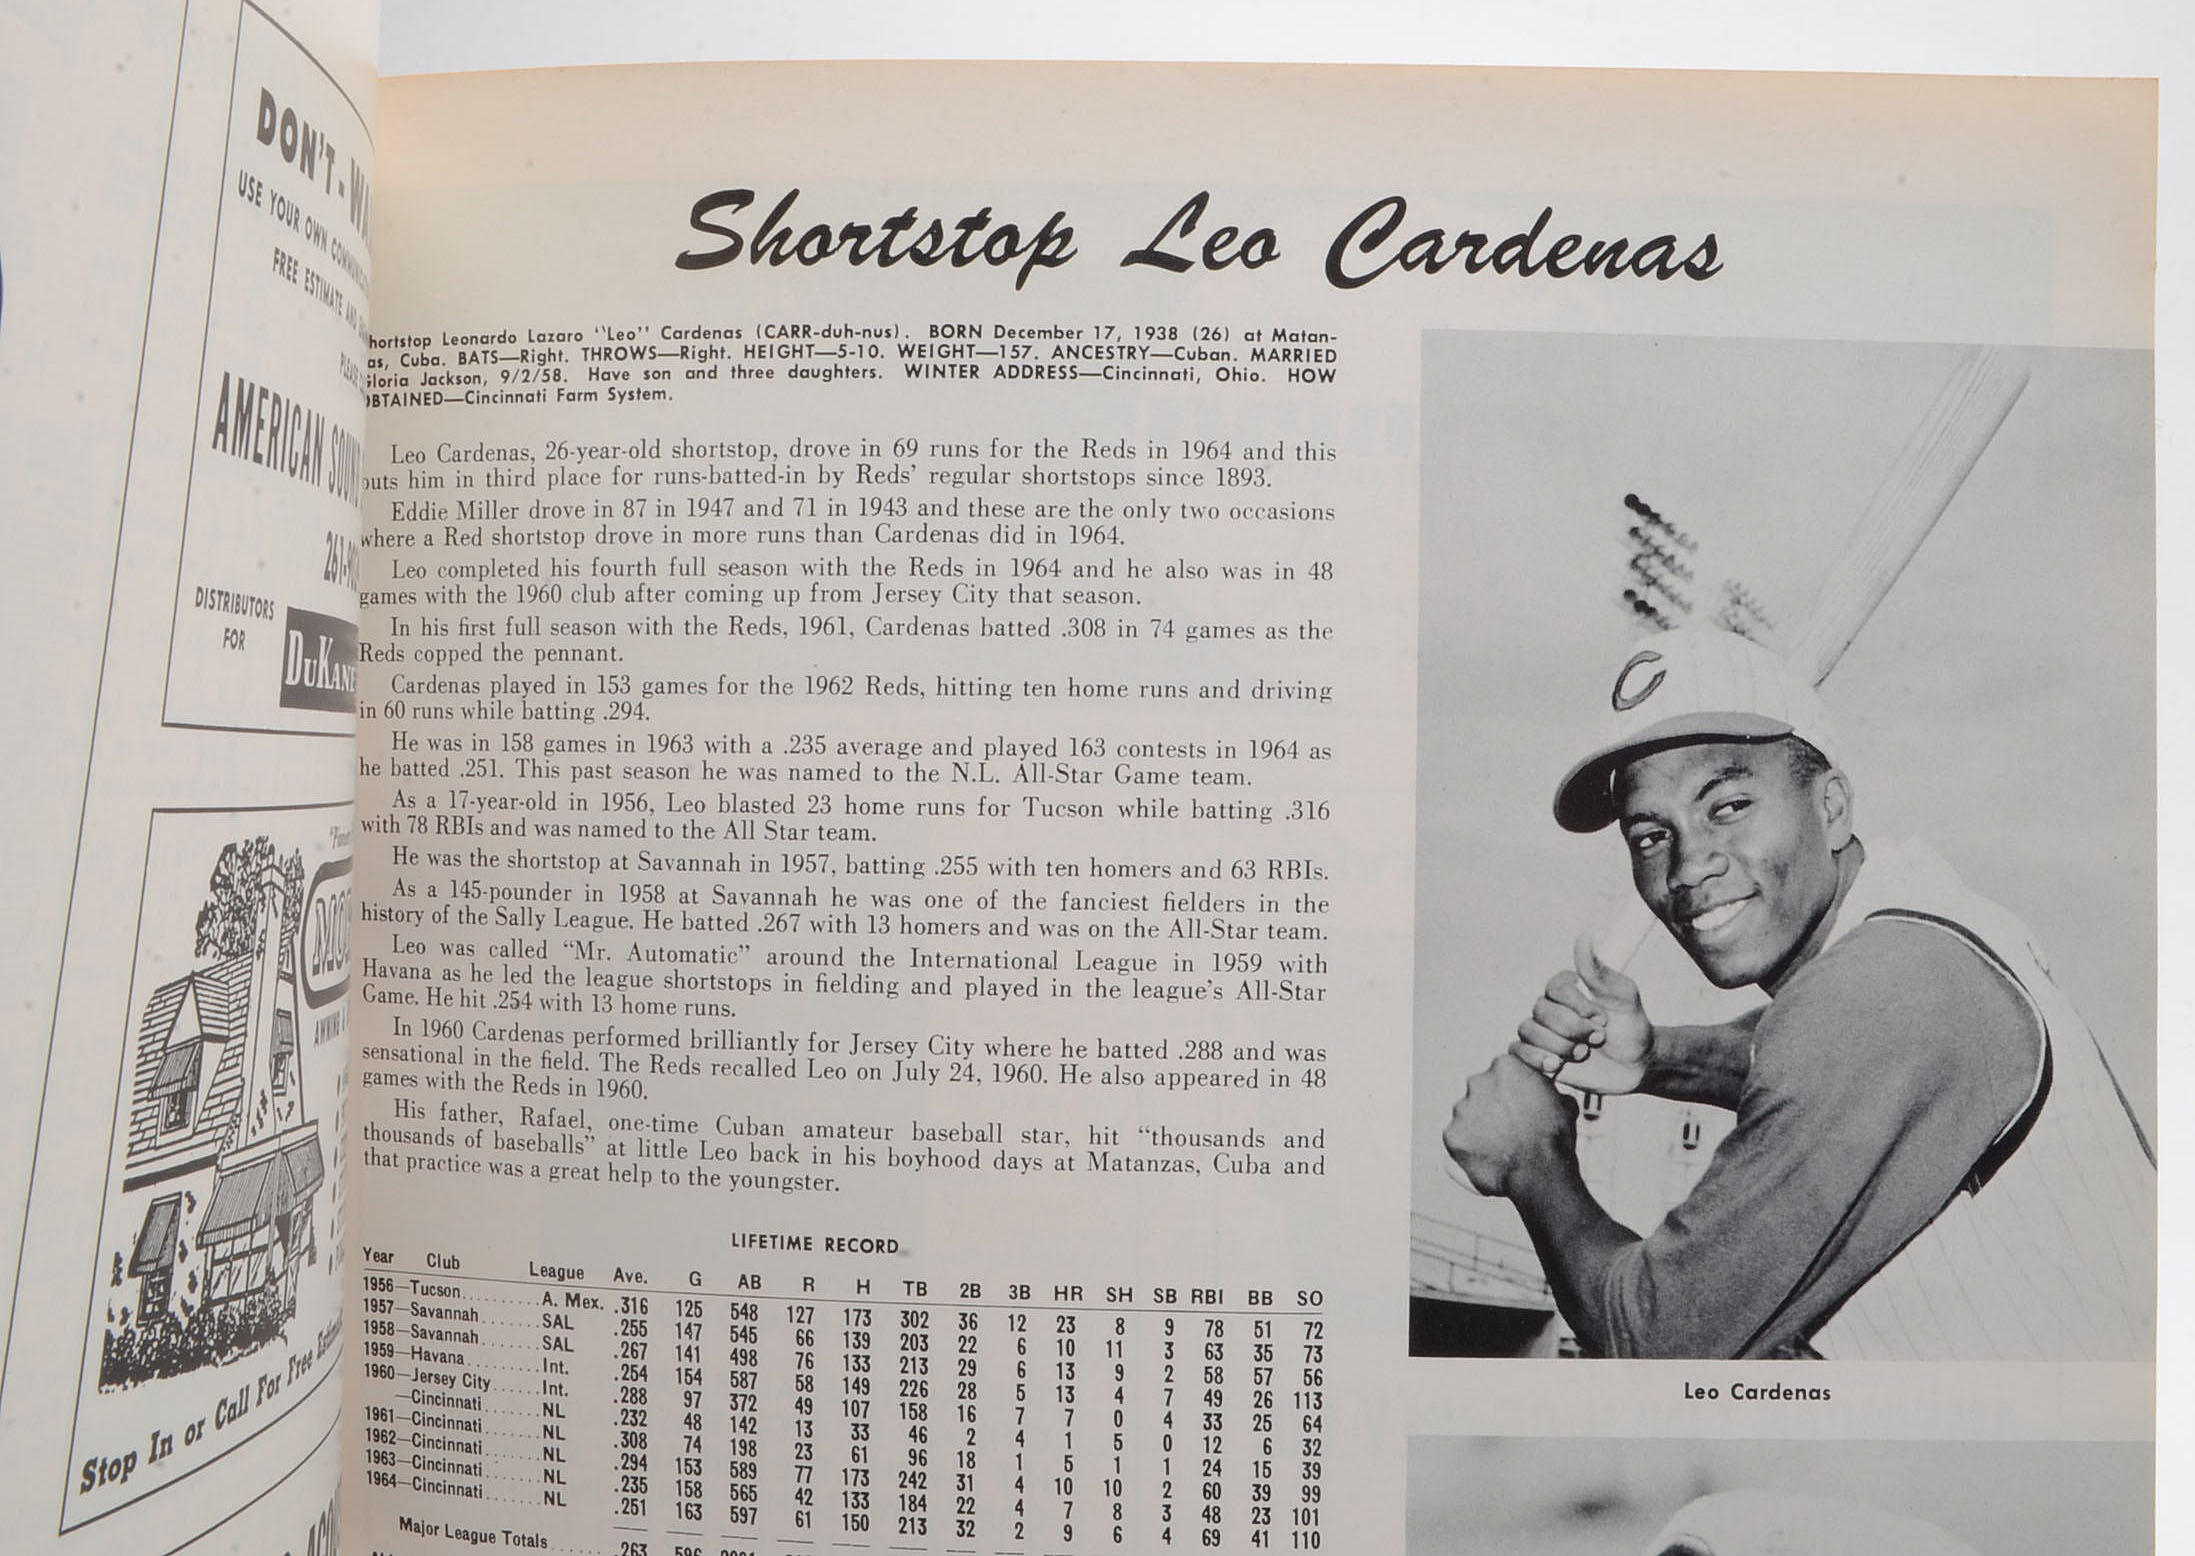 DON'T-
USE YOUR OWN
FREE ESTIMATE AND
AMERICAN
DISTRIBUTORS
FOR
DUKANE
Stop In or Call For Free
Shortstop Leo Cardenas
hortstop Leonardo Lazaro "Leo" Cardenas (CARR-duh-nus). BORN December 17, 1938 (26) at Matan-
as, Cuba. BATS—Right. THROWS—Right. HEIGHT—5-10. WEIGHT—157. ANCESTRY—Cuban. MARRIED
Gloria Jackson, 9/2/58. Have son and three daughters. WINTER ADDRESS—Cincinnati, Ohio. HOW
OBTAINED—Cincinnati Farm System.
Leo Cardenas, 26-year-old shortstop, drove in 69 runs for the Reds in 1964 and this
puts him in third place for runs-batted-in by Reds' regular shortstops since 1893.
Eddie Miller drove in 87 in 1947 and 71 in 1943 and these are the only two occasions
where a Red shortstop drove in more runs than Cardenas did in 1964.
Leo completed his fourth full season with the Reds in 1964 and he also was in 48
games with the 1960 club after coming up from Jersey City that season.
In his first full season with the Reds, 1961, Cardenas batted .308 in 74 games as the
Reds copped the pennant.
Cardenas played in 153 games for the 1962 Reds, hitting ten home runs and driving
in 60 runs while batting .294.
He was in 158 games in 1963 with a .235 average and played 163 contests in 1964 as
he batted .251. This past season he was named to the N.L. All-Star Game team.
As a 17-year-old in 1956, Leo blasted 23 home runs for Tucson while batting .316
with 78 RBIs and was named to the All Star team.
He was the shortstop at Savannah in 1957, batting .255 with ten homers and 63 RBIs.
As a 145-pounder in 1958 at Savannah he was one of the fanciest fielders in the
history of the Sally League. He batted .267 with 13 homers and was on the All-Star team.
Leo was called "Mr. Automatic" around the International League in 1959 with
Havana as he led the league shortstops in fielding and played in the league's All-Star
Game. He hit .254 with 13 home runs.
In 1960 Cardenas performed brilliantly for Jersey City where he batted .288 and was
sensational in the field. The Reds recalled Leo on July 24, 1960. He also appeared in 48
games with the Reds in 1960.
His father, Rafael, one-time Cuban amateur baseball star, hit "thousands and
thousands of baseballs" at little Leo back in his boyhood days at Matanzas, Cuba and
that practice was a great help to the youngster.
LIFETIME RECORD
Year Club League Ave. G AB R H TB 2B 3B HR SH SB RBI BB SO
1956—Tucson..........A. Mex. .316 125 548 127 173 302 36 12 23 8 9 78 51 72
1957—Savannah.......SAL .255 147 545 66 139 203 22 6 10 11 3 63 35 73
1958—Savannah.......SAL .267 141 498 76 133 213 29 6 13 9 2 58 57 56
1959—Havana.........Int. .254 154 587 58 149 226 28 5 13 4 7 49 26 113
1960—Jersey City......Int. .288 97 372 49 107 158 16 7 7 0 4 33 25 64
—Cincinnati.......NL .232 48 142 13 33 46 2 4 1 5 0 12 6 32
1961—Cincinnati.......NL .308 74 198 23 61 96 18 1 5 1 1 24 15 39
1962—Cincinnati.......NL .294 153 589 77 173 242 31 4 10 10 2 60 39 99
1963—Cincinnati.......NL .235 158 565 42 133 184 22 4 7 8 3 48 23 101
1964—Cincinnati.......NL .251 163 597 61 150 213 32 2 9 6 4 69 41 110
Major League Totals...... .263 596
C
Leo Cardenas